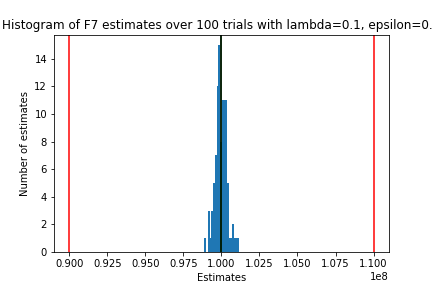 Histogram of F7 estimates over 100 trials with lambda=0.1, epsilon=0.
14
12
10
8
6
4
2
0
Number of estimates
0.900 0.925 0.950 0.975 1.000 1.025 1.050 1.075 1.100
Estimates
1e8